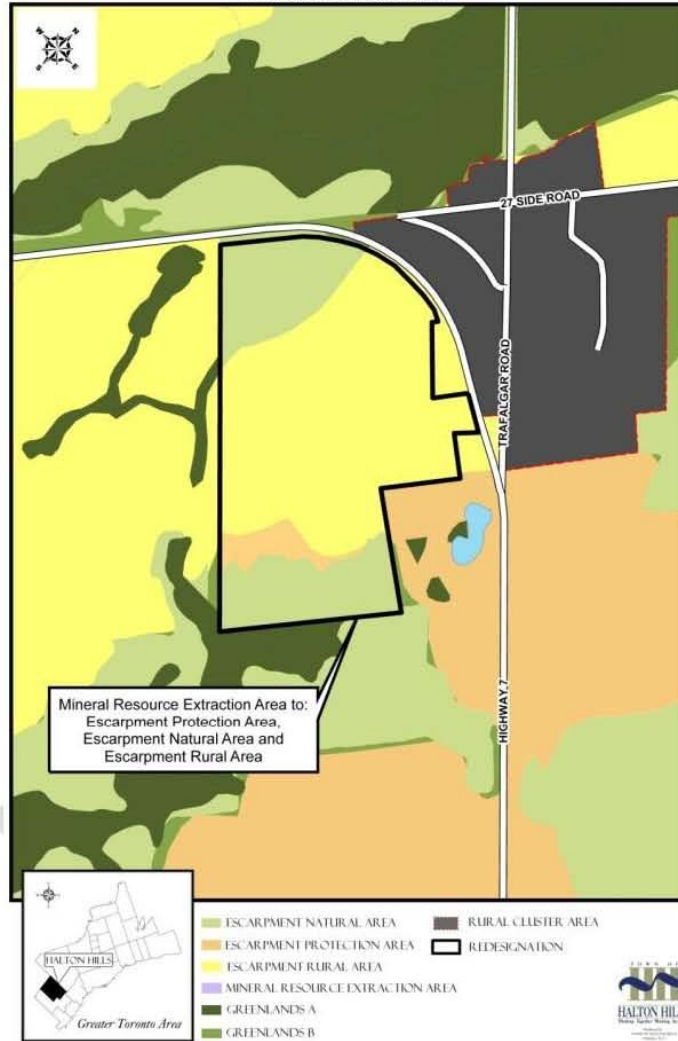 27 SIDE ROAD
TRAFALGAR ROAD
HIGHWAY 7
Mineral Resource Extraction Area to:
Escarpment Protection Area,
Escarpment Natural Area and
Escarpment Rural Area
HALTON HILLS
Greater Toronto Area
ESCARPMENT NATURAL AREA
ESCARPMENT PROTECTION AREA
ESCARPMENT RURAL AREA
MINERAL RESOURCE EXTRACTION AREA
GREENLANDS A
GREENLANDS B
RURAL CLUSTER AREA
REDESIGNATION
TOWN OF
HALTON HILLS